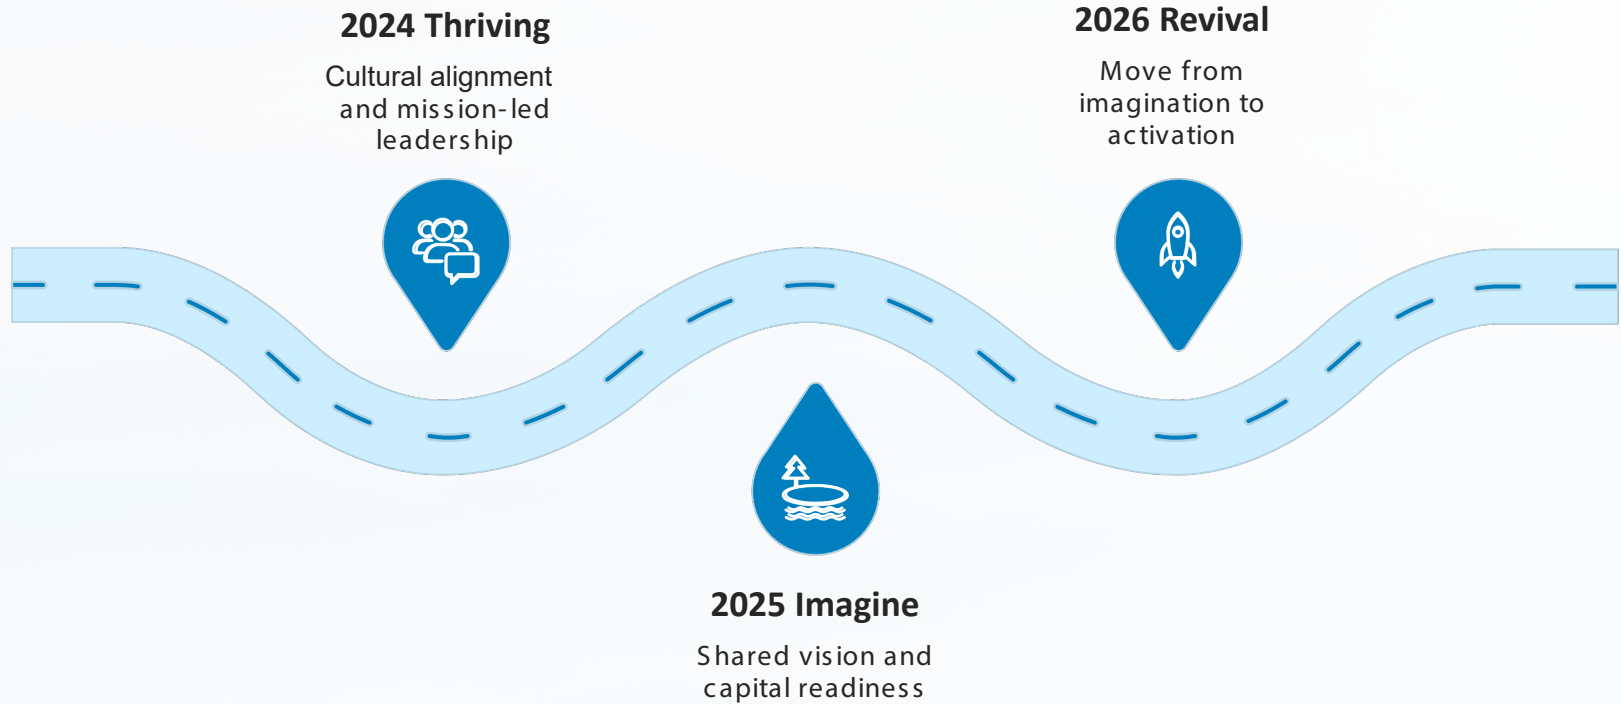 2024 Thriving
Cultural alignment
and mission-led
leadership
2025 Imagine
Shared vision and
capital readiness
2026 Revival
Move from
imagination to
activation